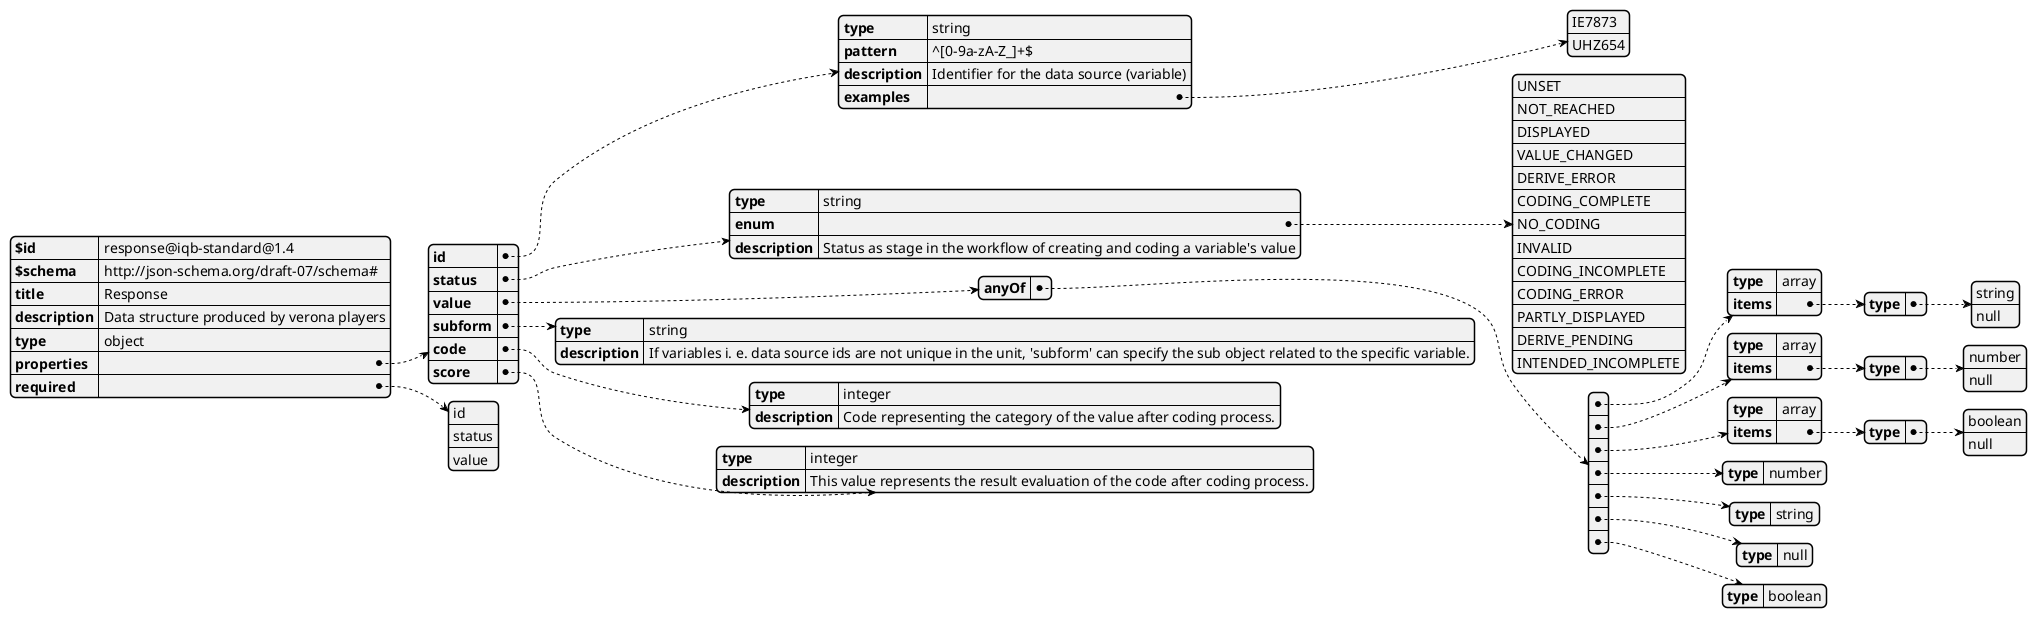 $id response@iqb-standard@1.4
$schema http://json-schema.org/draft-07/schema#
title Response
description Data structure produced by verona players
type object
properties
required
id
status
value
subform
code
score
id
status
value
type string
pattern ^[0-9a-zA-Z_]+$
description Identifier for the data source (variable)
examples
IE7873
UHZ654
type string
enum
description Status as stage in the workflow of creating and coding a variable's value
UNSET
NOT_REACHED
DISPLAYED
VALUE_CHANGED
DERIVE_ERROR
CODING_COMPLETE
NO_CODING
INVALID
CODING_INCOMPLETE
CODING_ERROR
PARTLY_DISPLAYED
DERIVE_PENDING
INTENDED_INCOMPLETE
anyOf
type array
items
type
string
null
type array
items
type
number
null
type array
items
type
boolean
null
type number
type string
type null
type boolean
type string
description If variables i. e. data source ids are not unique in the unit, 'subform' can specify the sub object related to the specific variable.
type integer
description Code representing the category of the value after coding process.
type integer
description This value represents the result evaluation of the code after coding process.